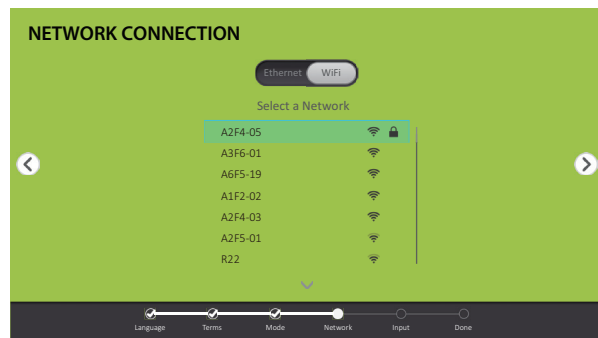 NETWORK CONNECTION
Ethernet WiFi
Select a Network
A2F4-05
A3F6-01
A6F5-19
A1F2-02
A2F4-03
A2F5-01
R22
Language Terms Mode Network Input Done